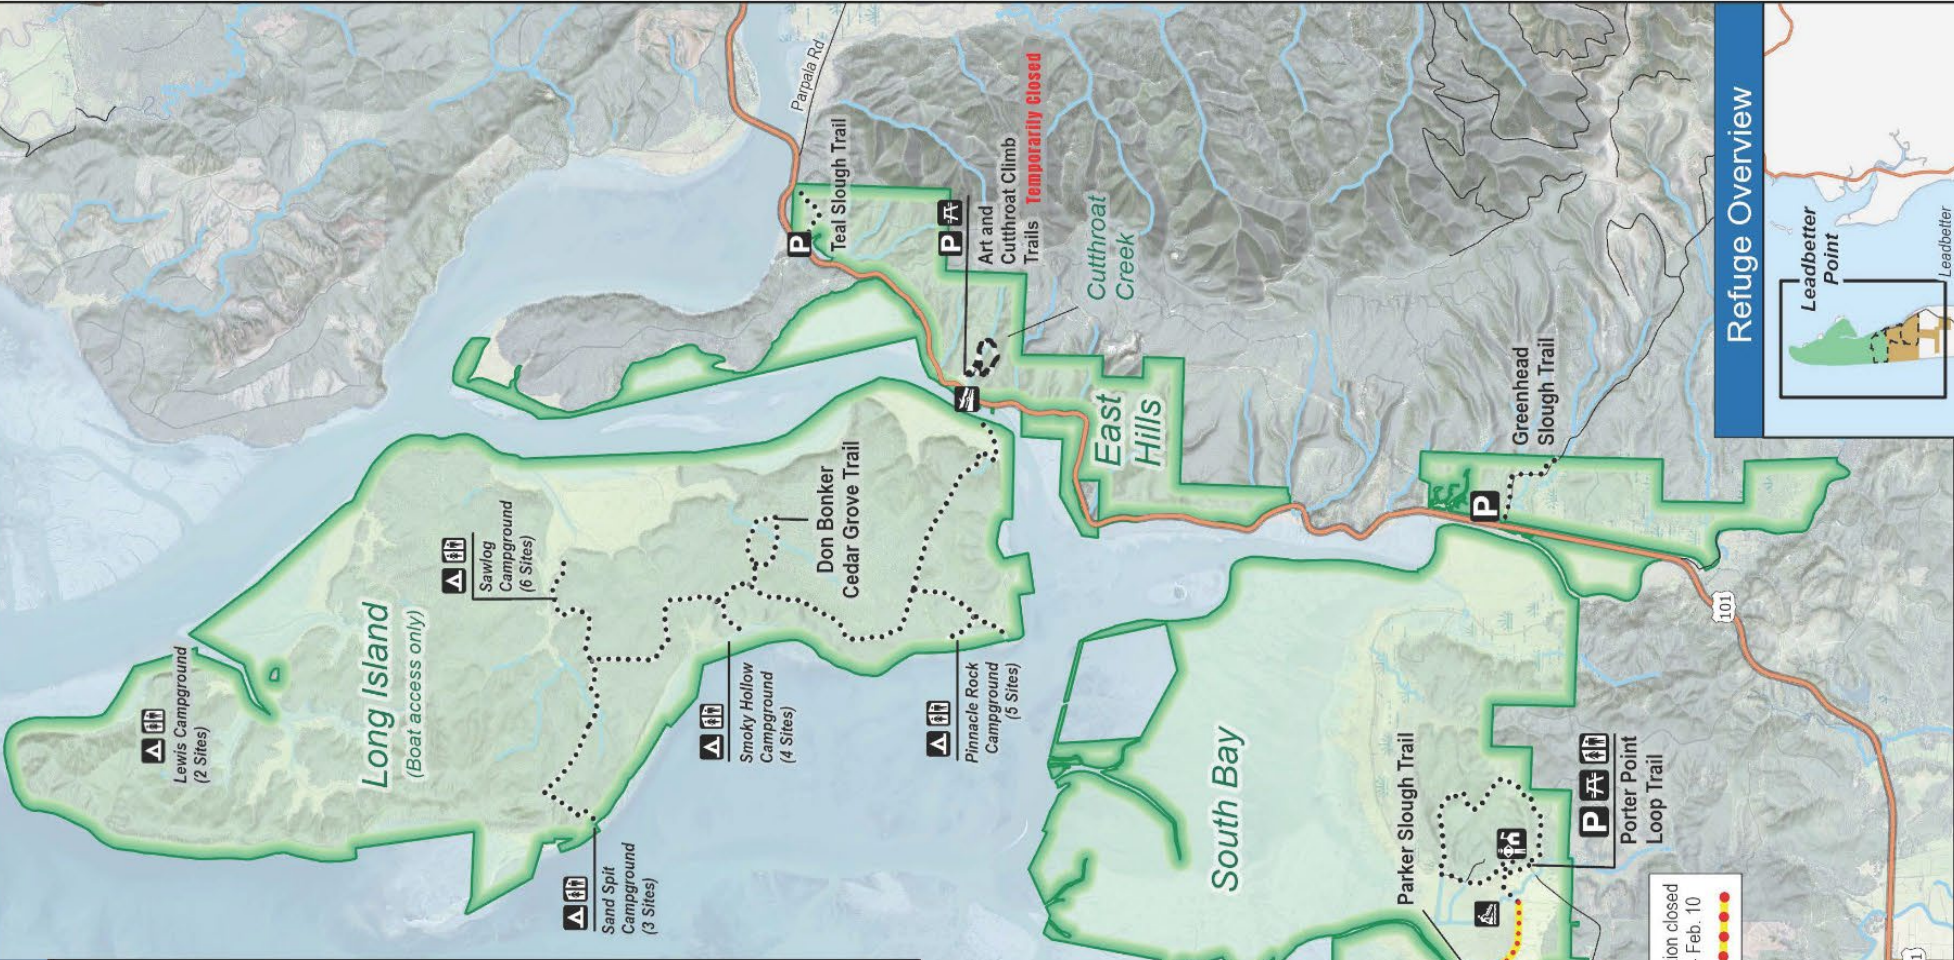 Parpala Rd
Teal Slough Trail
Art and
Cutthroat Climb
Trails Temporarily Closed
Cutthroat
Creek
East
Hills
Greenhead
Slough Trail
Refuge Overview
Leadbetter
Point
Leadbetter
Sawlog
Campground
(6 Sites)
Don Bonker
Cedar Grove Trail
Long Island
(Boat access only)
Lewis Campground
(2 Sites)
Smoky Hollow
Campground
(4 Sites)
Pinnacle Rock
Campground
(5 Sites)
Sand Spit
Campground
(3 Sites)
South Bay
Parker Slough Trail
Porter Point
Loop Trail
101
P
P
P
P
ion closed
- Feb. 10